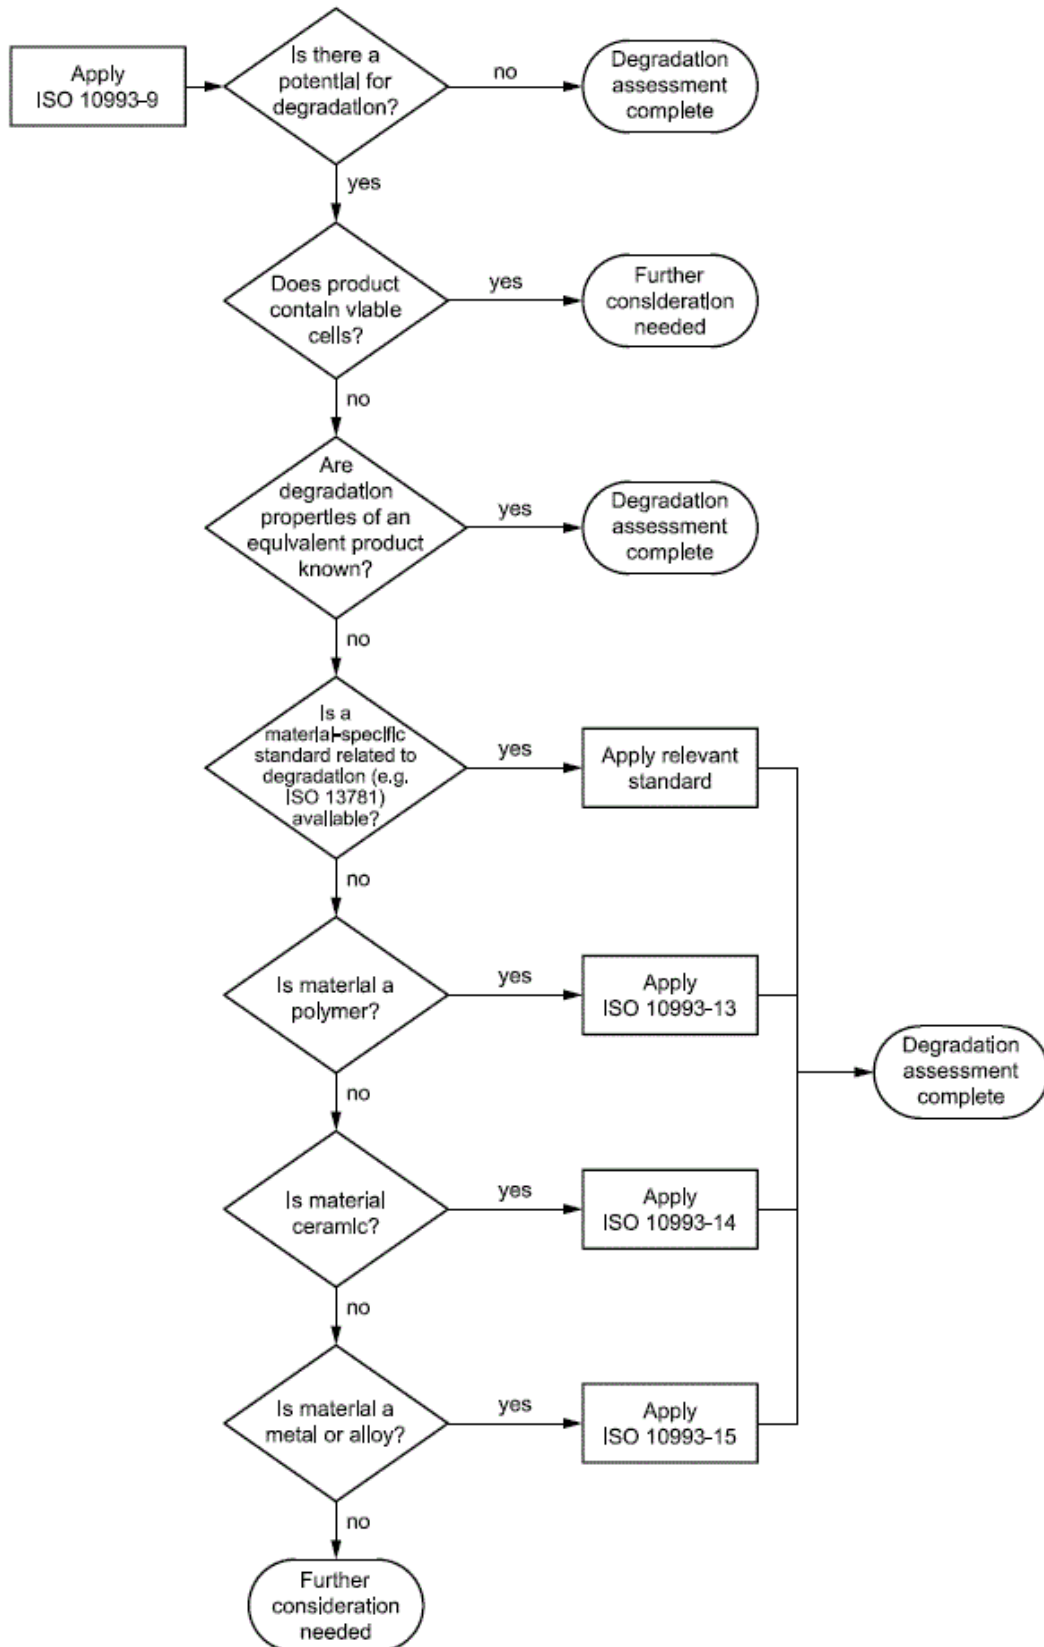 Apply
ISO 10993-9
Is there a
potential for
degradation?
no
Degradation
assessment
complete
yes
Does product
contain viable
cells?
yes
Further
consideration
needed
no
Are
degradation
properties of an
equivalent product
known?
yes
Degradation
assessment
complete
no
Is a
material-specific
standard related to
degradation (e.g.
ISO 13781)
available?
yes
Apply relevant
standard
no
Is material a
polymer?
yes
Apply
ISO 10993-13
Degradation
assessment
complete
no
Is material
ceramic?
yes
Apply
ISO 10993-14
no
Is material a
metal or alloy?
yes
Apply
ISO 10993-15
no
Further
consideration
needed